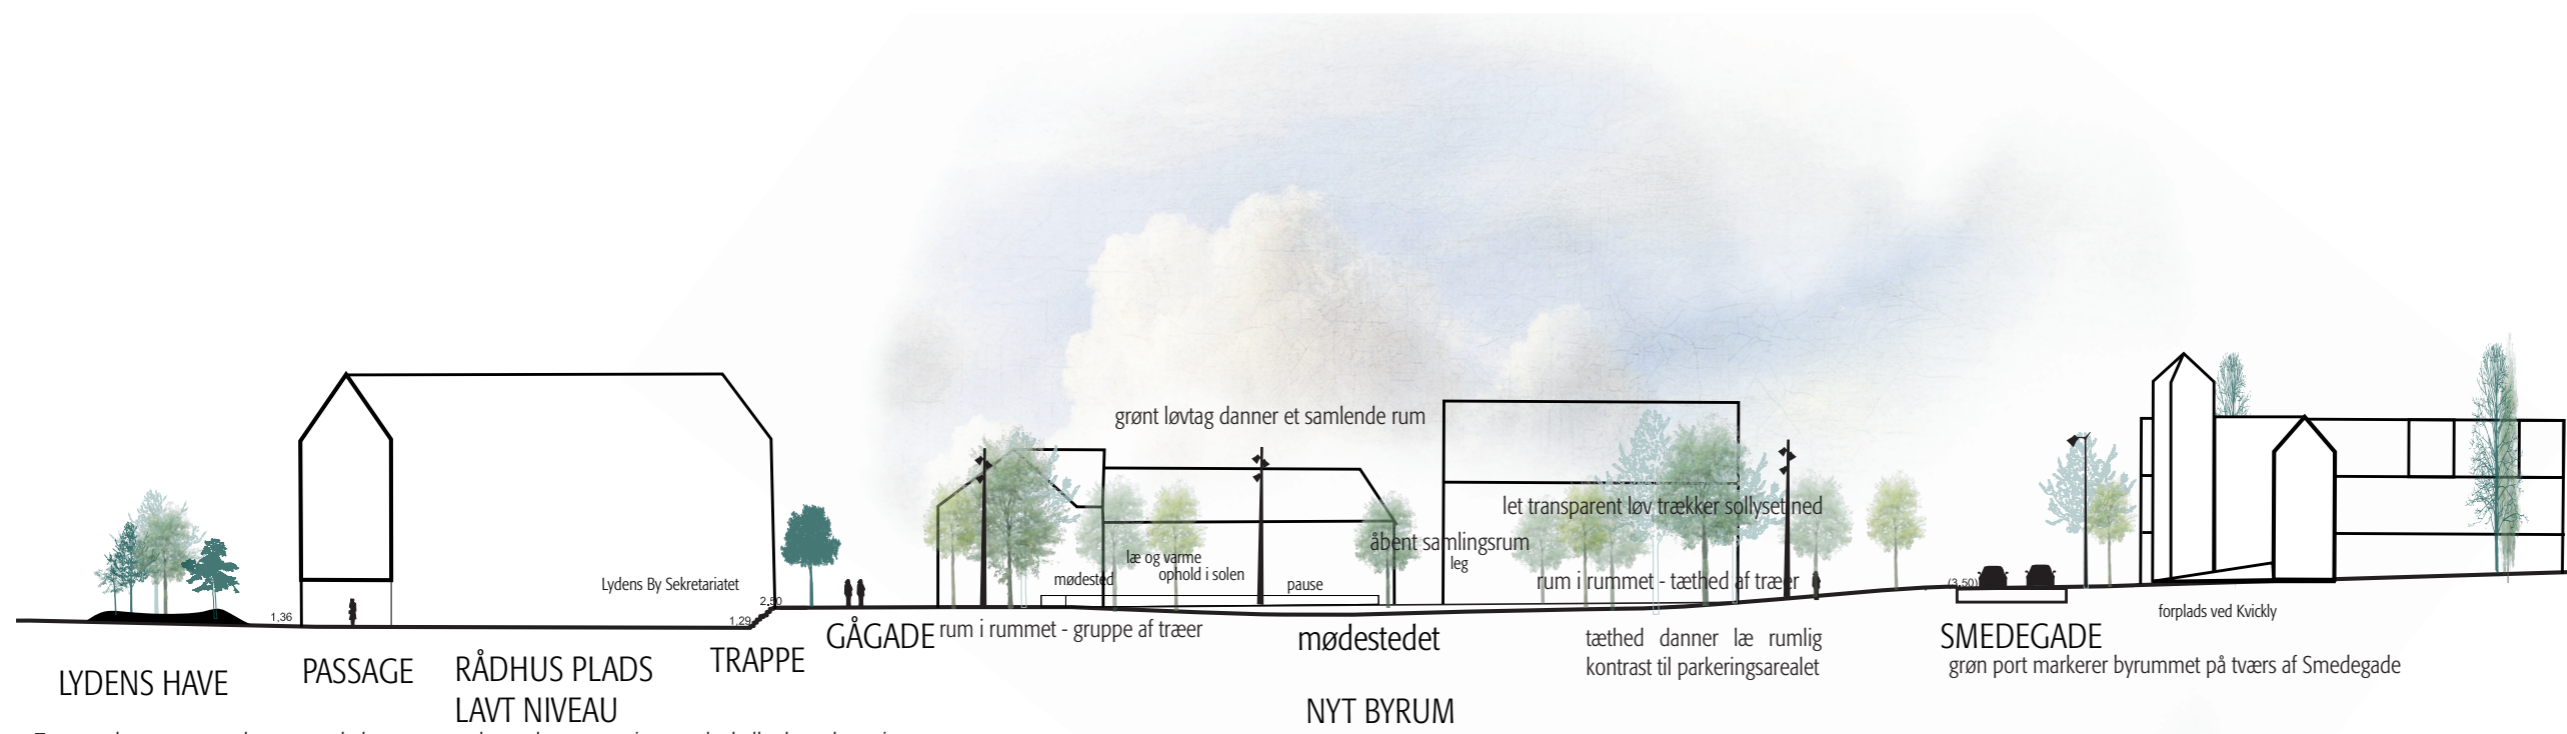 grønt løvtag danner et samlende rum
let transparent løv trækker sollyset ned
åbent samlingsrum
leg
læ og varme
ophold i solen
mødested
pause
rum i rummet - tæthed af træer
Lydens By Sekretariatet
(3,50)
2,50
1,36
1,29
forplads ved Kvickly
GÅGADE
rum i rummet - gruppe af træer
mødestedet
tæthed danner læ rumlig
kontrast til parkeringsarealet
SMEDEGADE
grøn port markerer byrummet på tværs af Smedegade
LYDENS HAVE
PASSAGE
RÅDHUS PLADS
LAVT NIVEAU
TRAPPE
NYT BYRUM